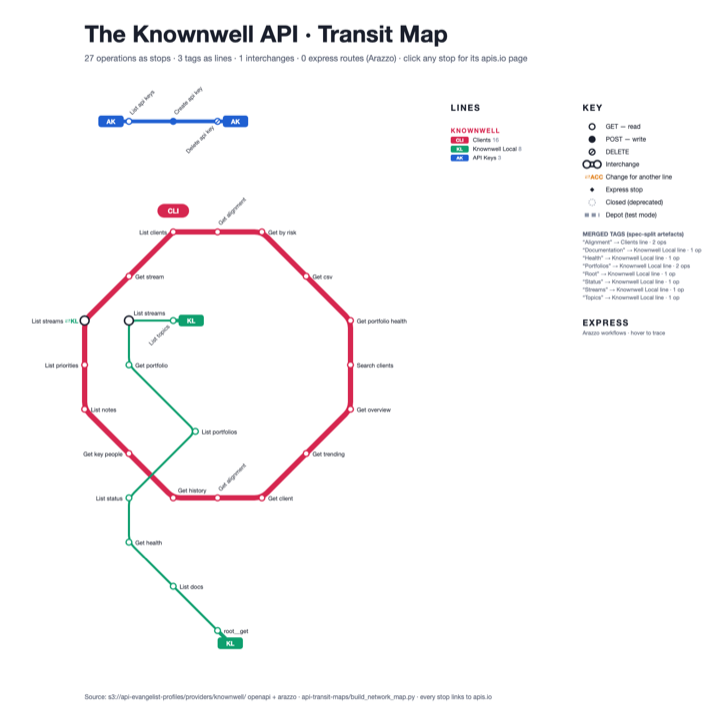 The Knownwell API · Transit Map
27 operations as stops · 3 tags as lines · 1 interchanges · 0 express routes (Arazzo) · click any stop for its apis.io page
List api keys
Create api key
AK
AK
Delete api key
LINES
KNOWNWELL
CLI Clients 16
KL Knownwell Local 8
AK API Keys 3
KEY
GET — read
POST — write
DELETE
Interchange
⇄ACC Change for another line
Express stop
Closed (deprecated)
Depot (test mode)
MERGED TAGS (spec-split artefacts)
"Alignment" → Clients line · 2 ops
"Documentation" → Knownwell Local line · 1 op
"Health" → Knownwell Local line · 1 op
"Portfolios" → Knownwell Local line · 2 ops
"Root" → Knownwell Local line · 1 op
"Status" → Knownwell Local line · 1 op
"Streams" → Knownwell Local line · 1 op
"Topics" → Knownwell Local line · 1 op
EXPRESS
Arazzo workflows · hover to trace
CLI
Get alignment
List clients
Get by risk
Get stream
Get csv
List streams
List streams ⇄KL
KL
Get portfolio health
List topics
List priorities
Get portfolio
Search clients
List notes
Get overview
List portfolios
Get key people
Get trending
Get alignment
Get history
List status
Get client
Get health
List docs
root__get
KL
Source: s3://api-evangelist-profiles/providers/knownwell/ openapi + arazzo · api-transit-maps/build_network_map.py · every stop links to apis.io